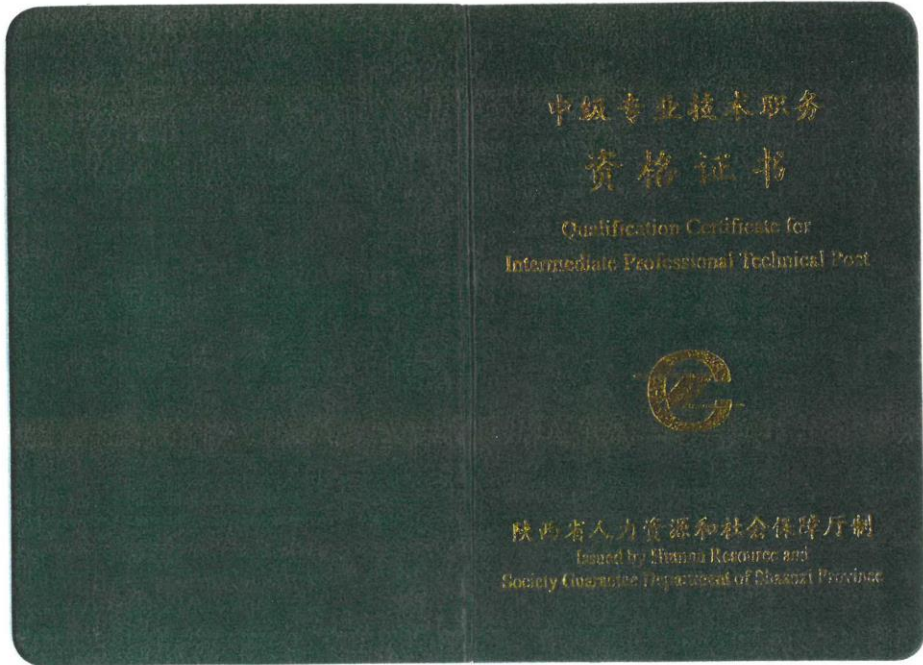 中级专业技术职务
资格证书
Qualification Certificate for
Intermediate Professional Technical Post
陕西省人力资源和社会保障厅制
Issued by Human Resource and
Society Guarantee Department of Shaanxi Province